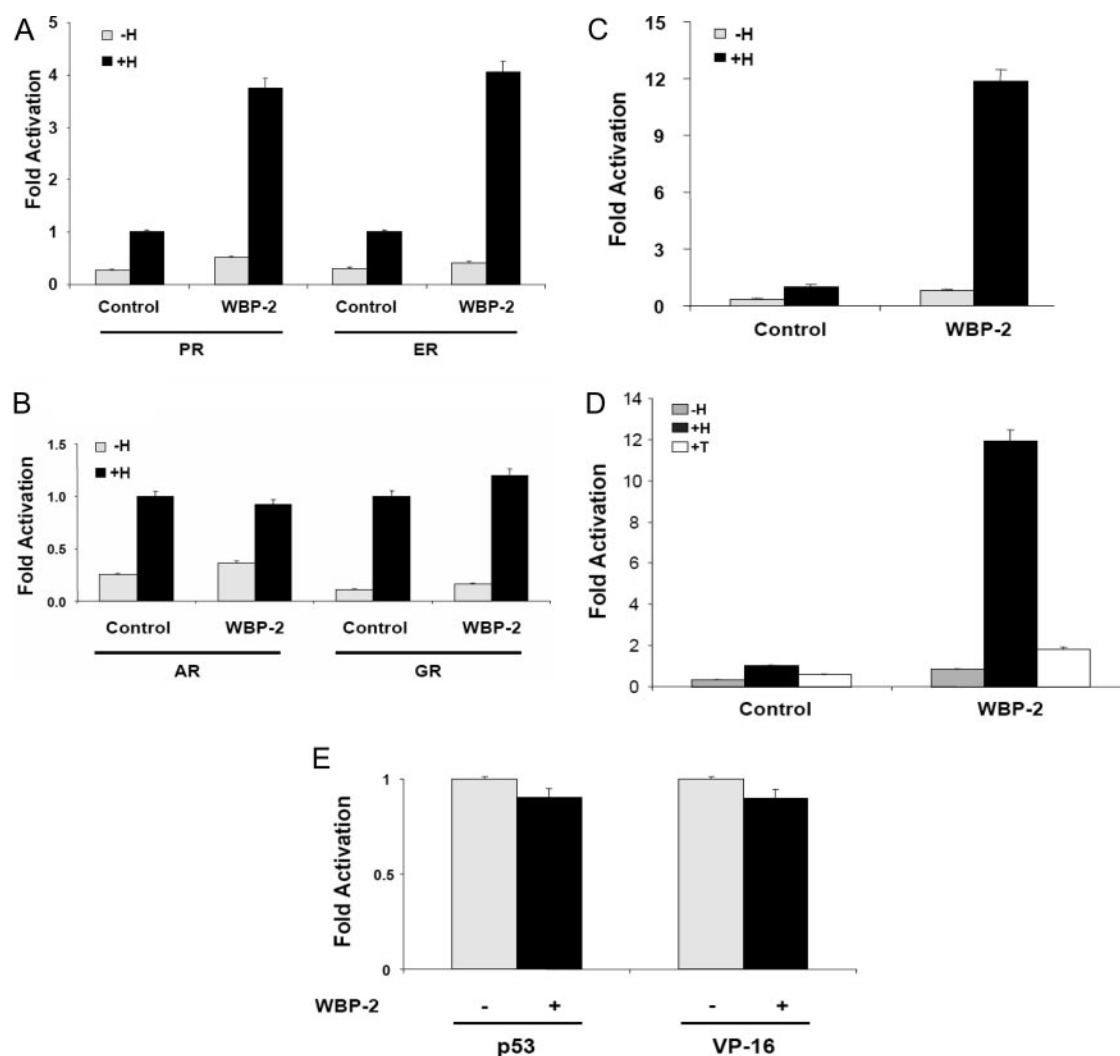 A
-H
+H
Fold Activation
5
4
3
2
1
0
Control WBP-2 Control WBP-2
PR ER
C
-H
+H
Fold Activation
15
12
9
6
3
0
Control WBP-2
B
-H
+H
Fold Activation
1.5
1.0
0.5
0.0
Control WBP-2 Control WBP-2
AR GR
D
-H
+H
+T
Fold Activation
14
12
10
8
6
4
2
0
Control WBP-2
E
Fold Activation
1
0.5
0
WBP-2 - + - +
p53 VP-16